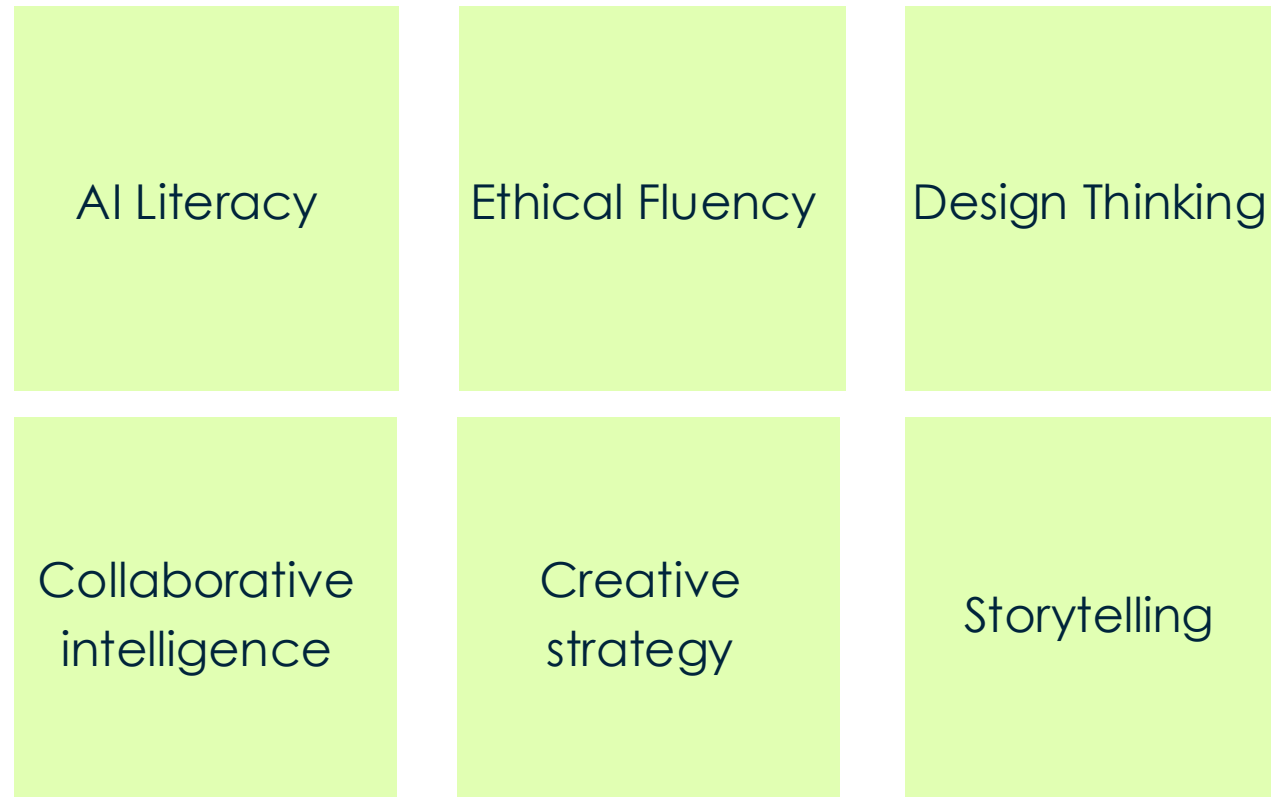 AI Literacy
Ethical Fluency
Design Thinking
Collaborative
intelligence
Creative
strategy
Storytelling